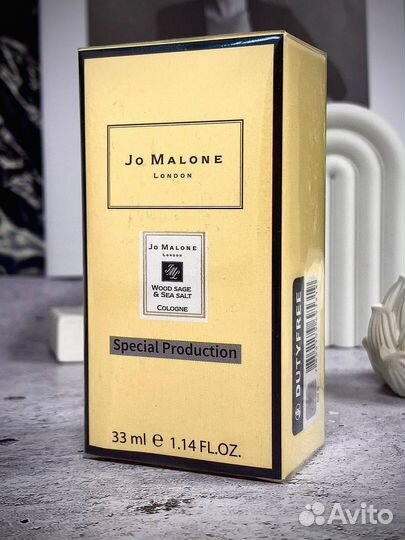 JO MALONE
LONDON
JO MALONE
LONDON
JML
WOOD SAGE
& SEA SALT
COLOGNE
Special Production
33 ml e 1.14 FL.OZ.
DUTYFREE
Avito